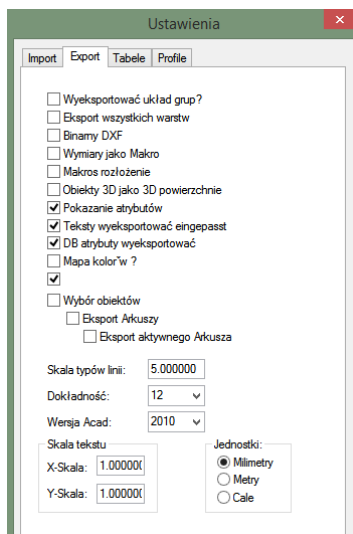 Ustawienia
×
Import Export Tabele Profile
Wyeksportować układ grup?
Eksport wszystkich warstw
Binarny DXF
Wymiary jako Makro
Makros rozłożenie
Obiekty 3D jako 3D powierzchnie
Pokazanie atrybutów
Teksty wyeksportować eingepasst
DB atrybuty wyeksportować
Mapa kolor˘w ?
Wybór obiektów
Eksport Arkuszy
Eksport aktywnego Arkusza
Skala typów linii: 5.000000
Dokładność: 12
Wersja Acad: 2010
Skala tekstu
X-Skala: 1.000000
Y-Skala: 1.000000
Jednostki:
Milimetry
Metry
Cale